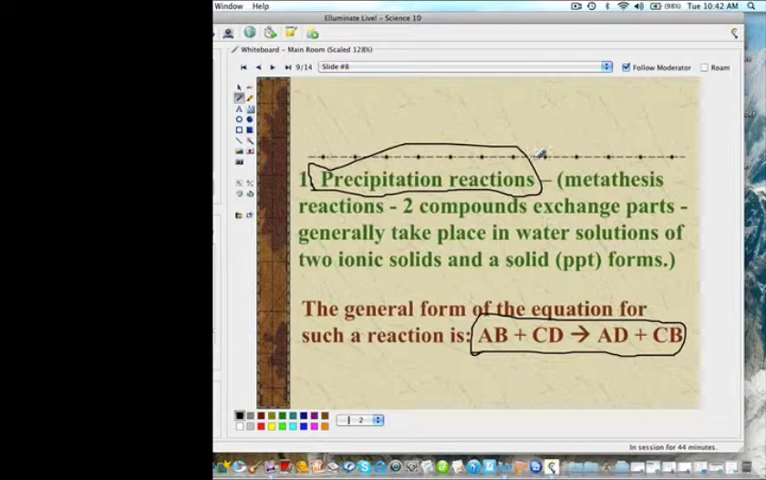 Window Help
(98%) Tue 10:42 AM
Elluminate Live! - Science 10
Whiteboard - Main Room (Scaled 128%)
9/14 Slide #8 Follow Moderator Roam
1. Precipitation reactions - (metathesis
reactions - 2 compounds exchange parts -
generally take place in water solutions of
two ionic solids and a solid (ppt) forms.)
The general form of the equation for
such a reaction is: AB + CD → AD + CB
2
In session for 44 minutes.